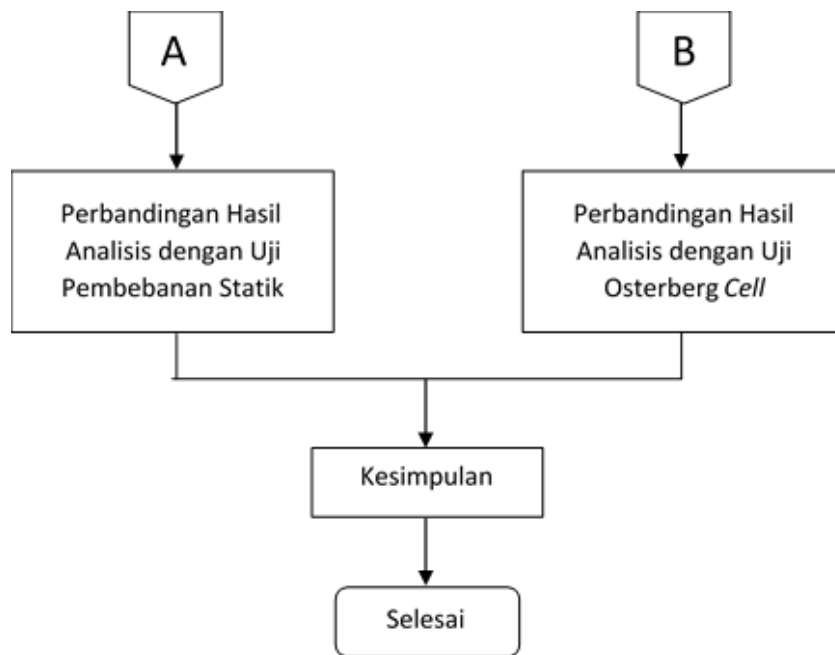 A
B
Perbandingan Hasil
Analisis dengan Uji
Pembebanan Statik
Perbandingan Hasil
Analisis dengan Uji
Osterberg Cell
Kesimpulan
Selesai